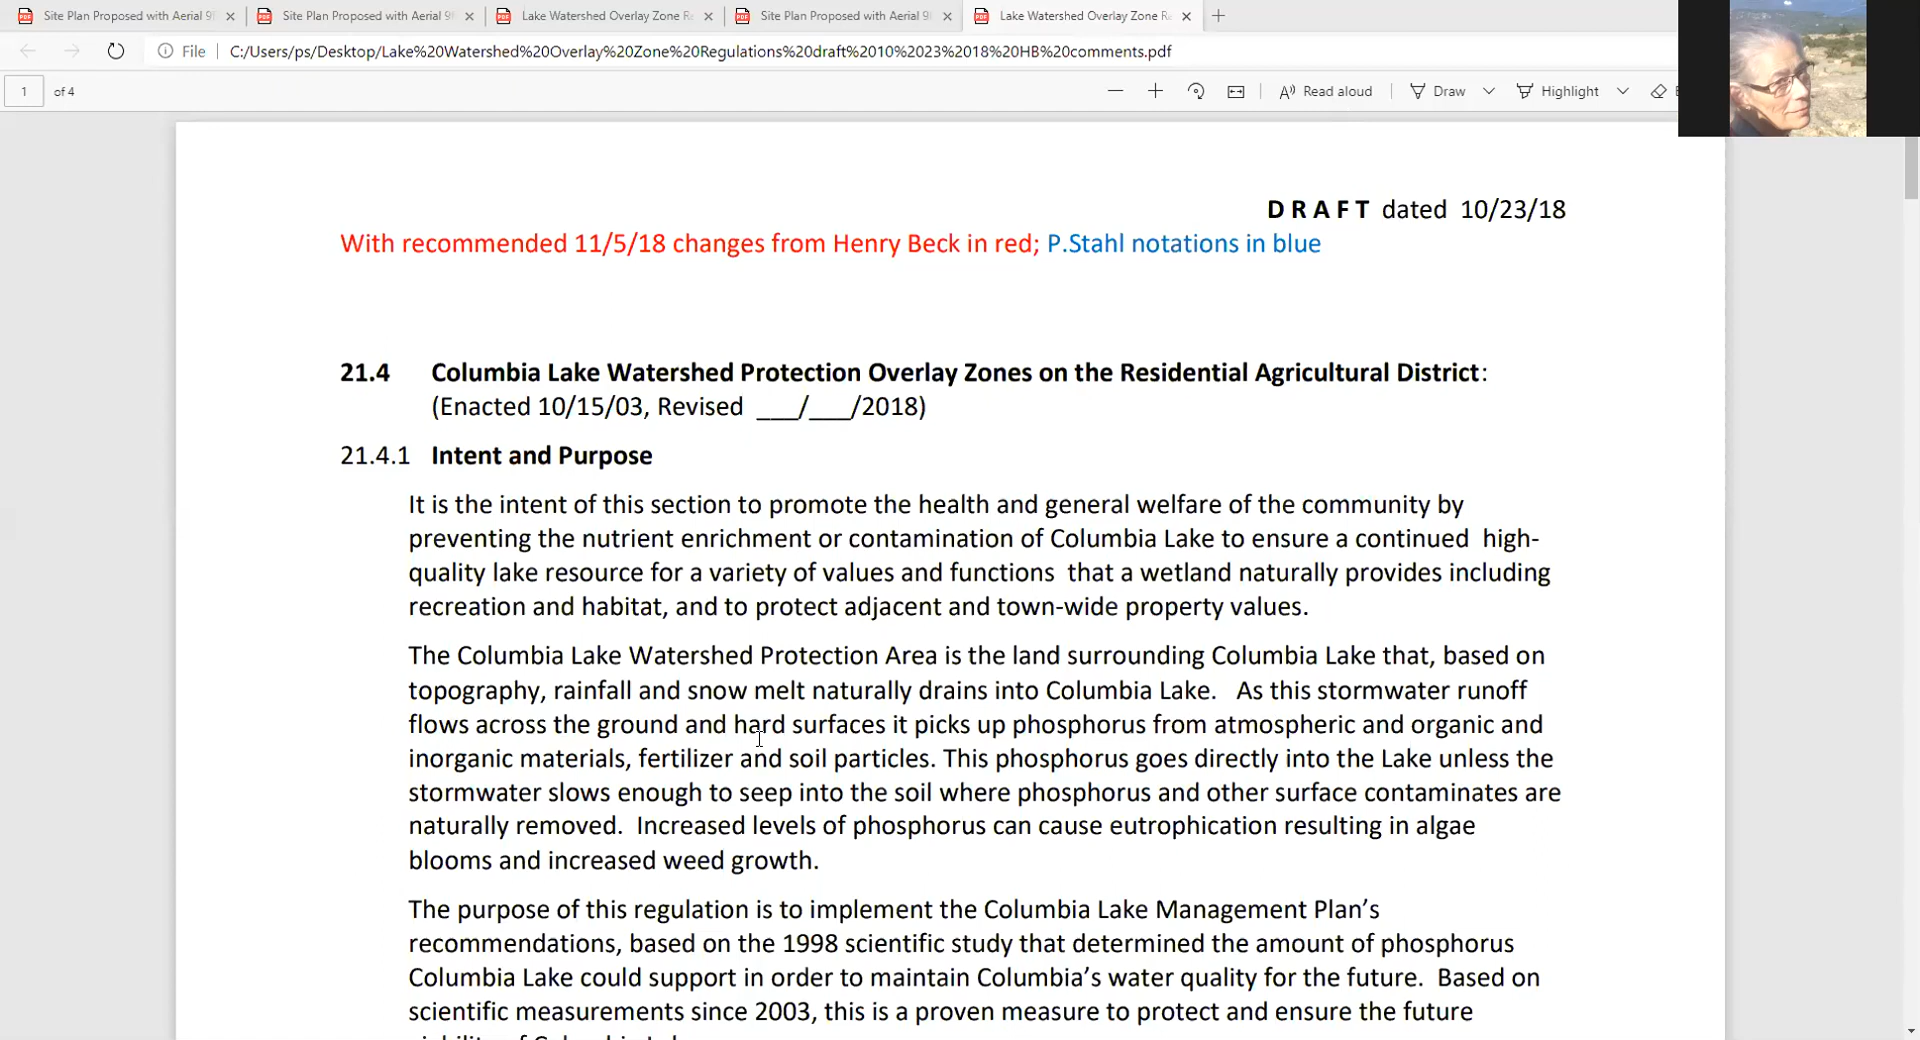 Site Plan Proposed with Aerial 9!
Site Plan Proposed with Aerial 9!
Lake Watershed Overlay Zone Re
Site Plan Proposed with Aerial 9!
Lake Watershed Overlay Zone Re
File C:/Users/ps/Desktop/Lake%20Watershed%20Overlay%20Zone%20Regulations%20draft%2010%2023%2018%20HB%20comments.pdf
1 of 4 Read aloud Draw Highlight
D R A F T dated 10/23/18
With recommended 11/5/18 changes from Henry Beck in red; P.Stahl notations in blue
21.4 Columbia Lake Watershed Protection Overlay Zones on the Residential Agricultural District:
(Enacted 10/15/03, Revised ___/___/2018)
21.4.1 Intent and Purpose
It is the intent of this section to promote the health and general welfare of the community by
preventing the nutrient enrichment or contamination of Columbia Lake to ensure a continued high-
quality lake resource for a variety of values and functions that a wetland naturally provides including
recreation and habitat, and to protect adjacent and town-wide property values.
The Columbia Lake Watershed Protection Area is the land surrounding Columbia Lake that, based on
topography, rainfall and snow melt naturally drains into Columbia Lake. As this stormwater runoff
flows across the ground and hard surfaces it picks up phosphorus from atmospheric and organic and
inorganic materials, fertilizer and soil particles. This phosphorus goes directly into the Lake unless the
stormwater slows enough to seep into the soil where phosphorus and other surface contaminates are
naturally removed. Increased levels of phosphorus can cause eutrophication resulting in algae
blooms and increased weed growth.
The purpose of this regulation is to implement the Columbia Lake Management Plan’s
recommendations, based on the 1998 scientific study that determined the amount of phosphorus
Columbia Lake could support in order to maintain Columbia’s water quality for the future. Based on
scientific measurements since 2003, this is a proven measure to protect and ensure the future